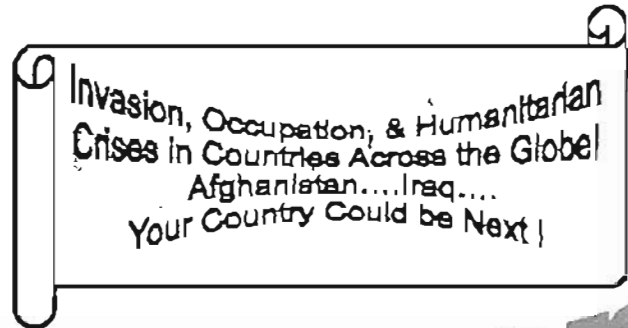 Invasion, Occupation, & Humanitarian
Crises in Countries Across the Globe!
Afghanistan....Iraq....
Your Country Could be Next !